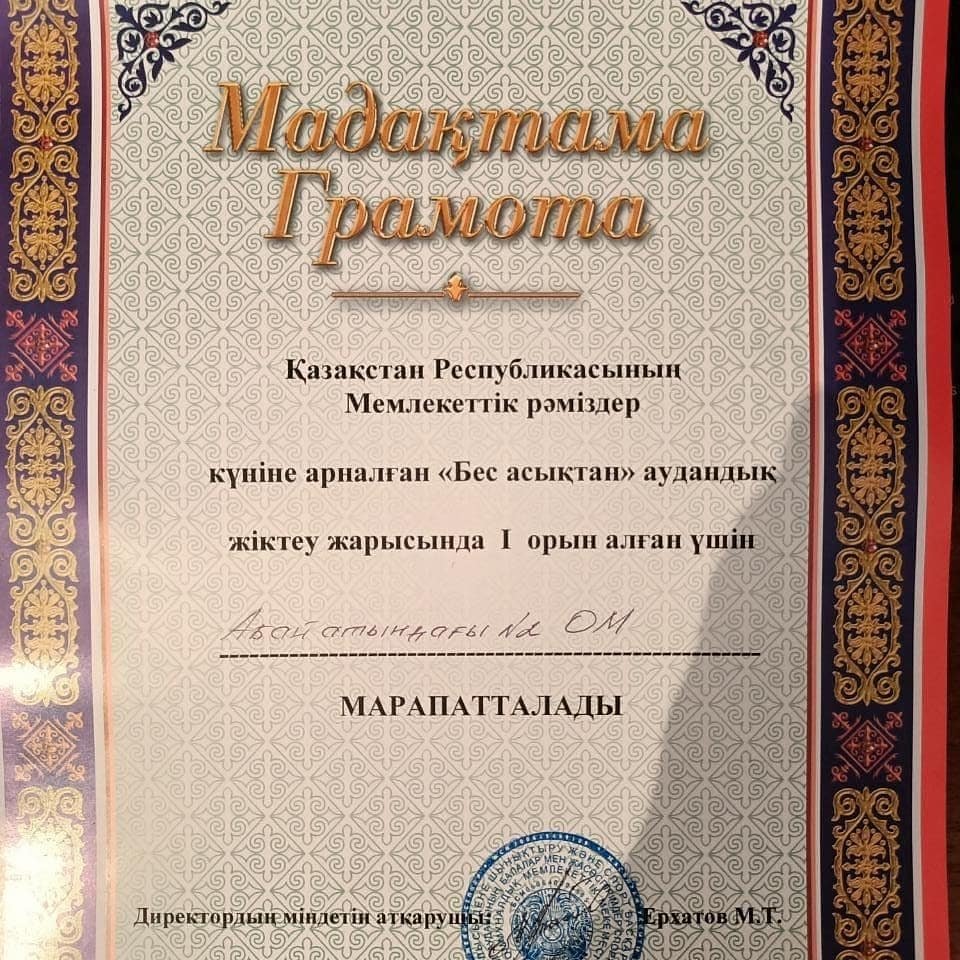 Мадақтама
Грамота
Қазақстан Республикасының
Мемлекеттік рәміздер
күніне арналған «Бес асықтан» аудандық
жіктеу жарысында І орын алған үшін
Абай атындағы №2 ОМ
МАРАПАТТАЛАДЫ
Директордың міндетін атқарушы:
Ерхатов М.Т.